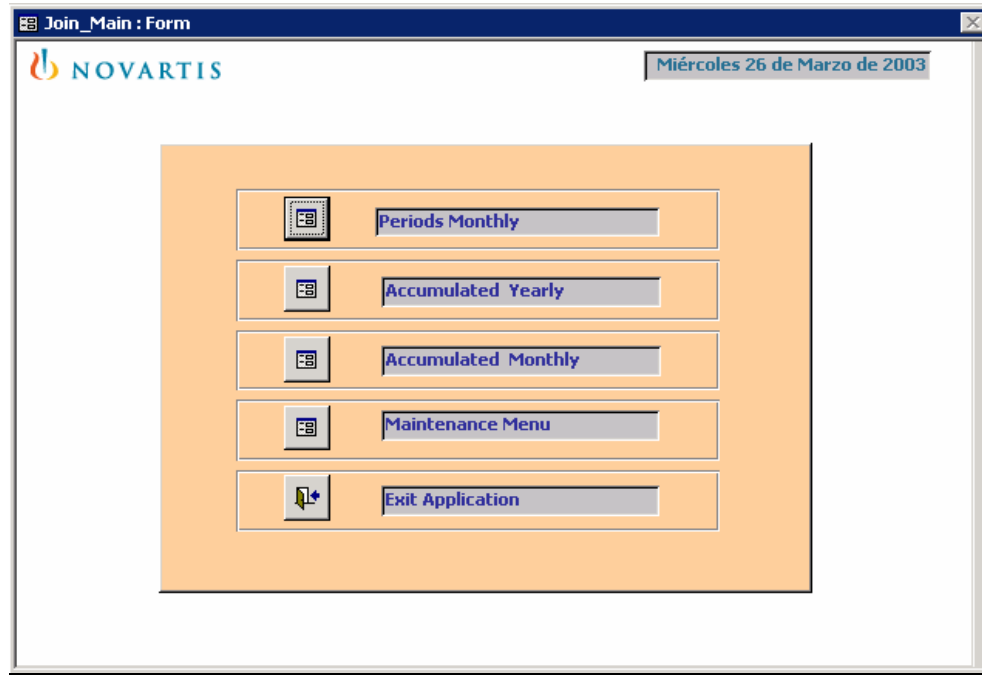 Join_Main : Form
NOVARTIS
Miércoles 26 de Marzo de 2003
Periods Monthly
Accumulated Yearly
Accumulated Monthly
Maintenance Menu
Exit Application